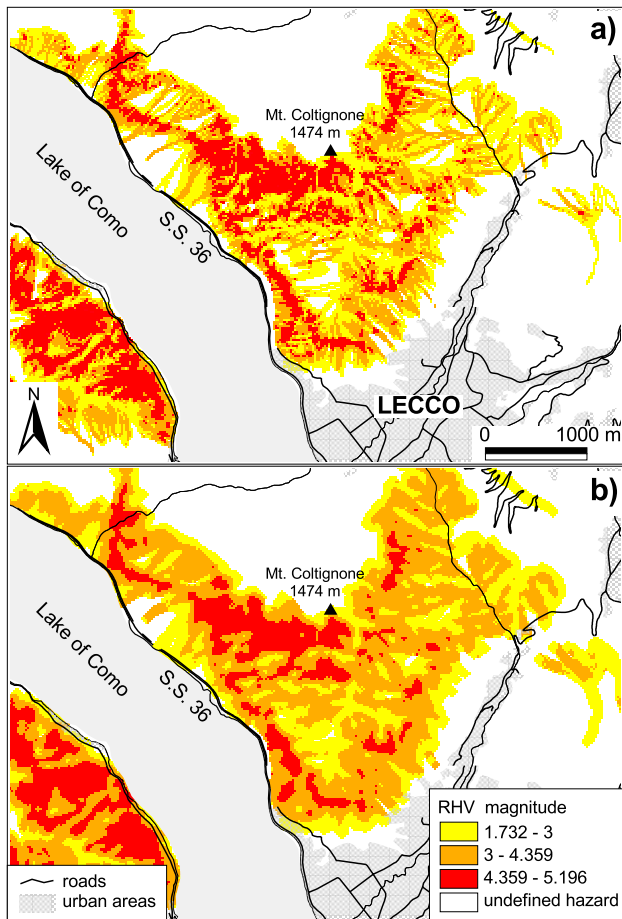 a)
Mt. Coltignone
1474 m
Lake of Como
S.S. 36
N
LECCO
0 1000 m
b)
Mt. Coltignone
1474 m
Lake of Como
S.S. 36
RHV magnitude
1.732 - 3
3 - 4.359
4.359 - 5.196
undefined hazard
roads
urban areas